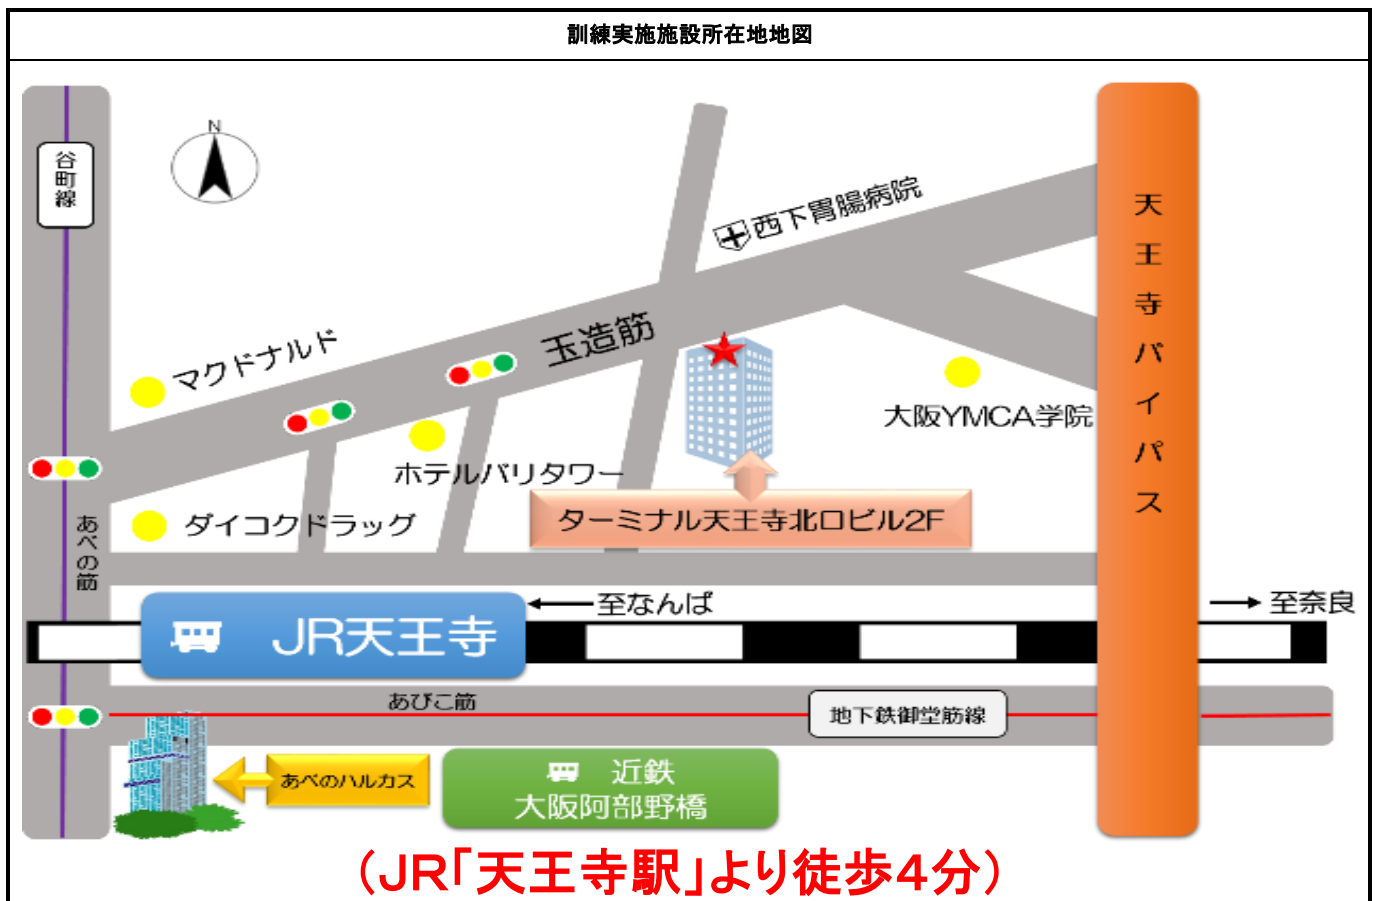 訓練実施施設所在地地図
N
谷町線
天王寺バイパス
西下胃腸病院
玉造筋
マクドナルド
大阪YMCA学院
ホテルバリタワー
ダイコクドラッグ
ターミナル天王寺北口ビル2F
あべの筋
至なんば
至奈良
JR天王寺
あびこ筋
地下鉄御堂筋線
近鉄
大阪阿部野橋
あべのハルカス
(JR「天王寺駅」より徒歩4分)